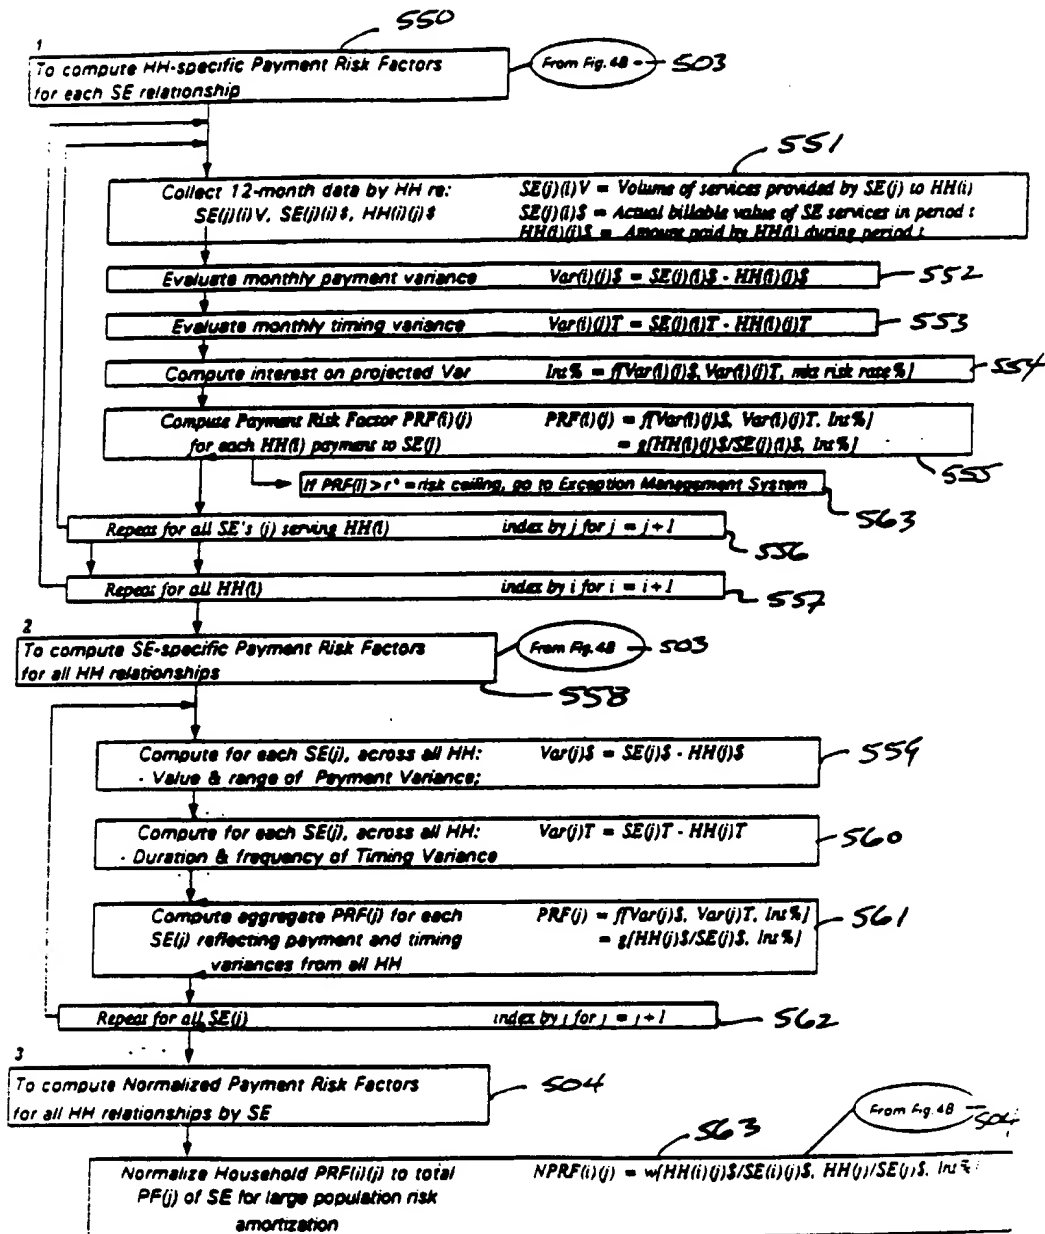 550
1
To compute HH-specific Payment Risk Factors
for each SE relationship
From Fig. 4B
503
551
Collect 12-month data by HH re:
SE(j)(i)V, SE(j)(i)$, HH(i)(j)$
SE(j)(i)V = Volume of services provided by SE(j) to HH(i)
SE(j)(i)$ = Actual billable value of SE services in period t
HH(i)(j)$ = Amount paid by HH(i) during period t
Evaluate monthly payment variance Var(i)(j)$ = SE(j)(i)$ - HH(i)(j)$
552
Evaluate monthly timing variance Var(i)(j)T = SE(j)(i)T - HH(i)(j)T
553
Compute interest on projected Var Int% = f[Var(i)(j)$, Var(i)(j)T, mkt risk rate%]
554
Compute Payment Risk Factor PRF(i)(j) PRF(i)(j) = f[Var(i)(j)$, Var(i)(j)T, Int%]
for each HH(i) payment to SE(j) = g[HH(i)(j)$/SE(j)(i)$, Int%]
555
If PRF(ij) > r* = risk ceiling, go to Exception Management System
563
Repeat for all SE's (j) serving HH(i) index by j for j = j+1
556
Repeat for all HH(i) index by i for i = i+1
557
2
To compute SE-specific Payment Risk Factors
for all HH relationships
From Fig. 4B
503
558
Compute for each SE(j), across all HH: Var(j)$ = SE(j)$ - HH(j)$
- Value & range of Payment Variance;
559
Compute for each SE(j), across all HH: Var(j)T = SE(j)T - HH(j)T
- Duration & frequency of Timing Variance
560
Compute aggregate PRF(j) for each PRF(j) = f[Var(j)$, Var(j)T, Int%]
SE(j) reflecting payment and timing = g[HH(j)$/SE(j)$, Int%]
variances from all HH
561
Repeat for all SE(j) index by j for j = j+1
562
3
To compute Normalized Payment Risk Factors
for all HH relationships by SE
504
From Fig. 4B
504
563
Normalize Household PRF(i)(j) to total NPRF(i)(j) = w[HH(i)(j)$/SE(i)(j)$, HH(j)/SE(j)$, Int%
PF(j) of SE for large population risk
amortization